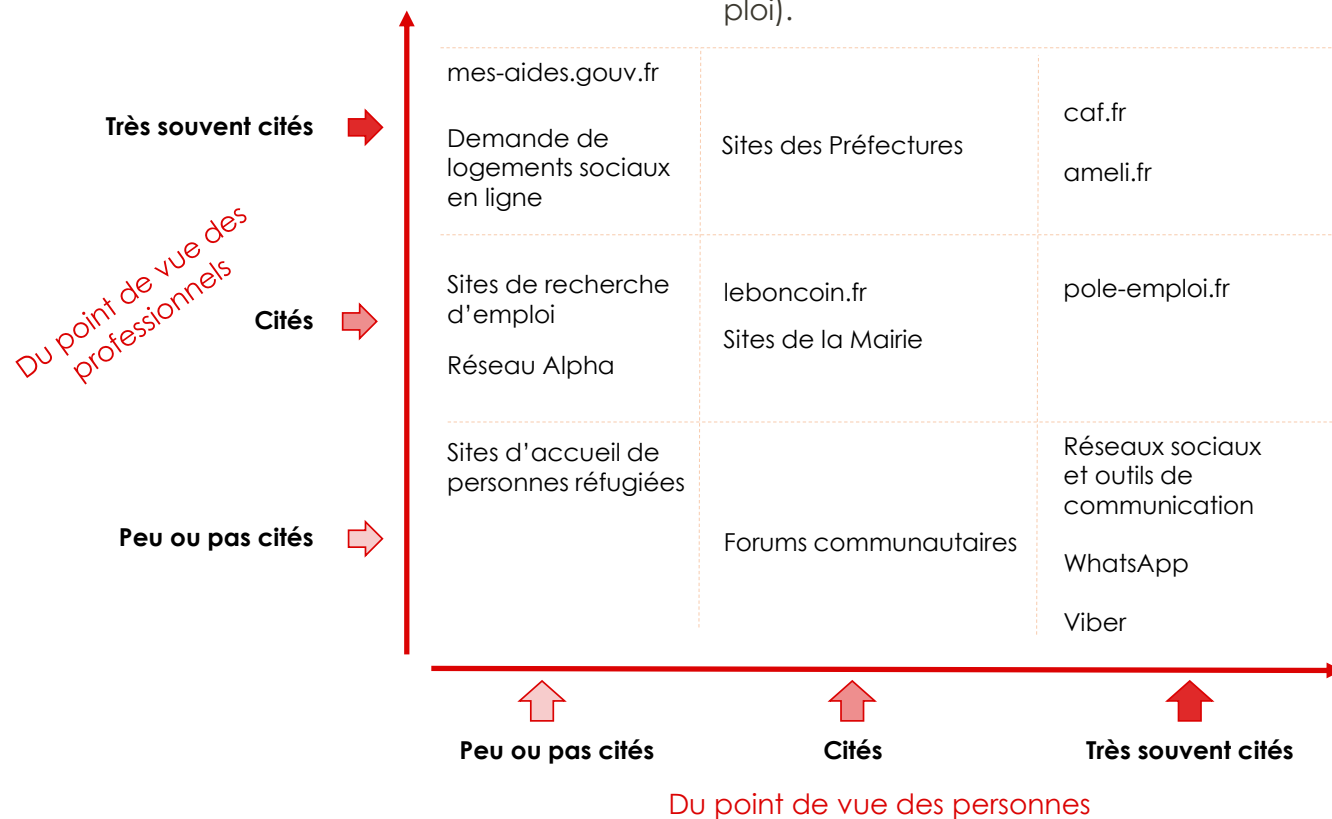 ploi).
Très souvent cités
mes-aides.gouv.fr
Demande de
logements sociaux
en ligne
Sites des Préfectures
caf.fr
ameli.fr
Du point de vue des
professionnels
Cités
Sites de recherche
d’emploi
Réseau Alpha
leboncoin.fr
Sites de la Mairie
pole-emploi.fr
Peu ou pas cités
Sites d’accueil de
personnes réfugiées
Forums communautaires
Réseaux sociaux
et outils de
communication
WhatsApp
Viber
Peu ou pas cités
Cités
Très souvent cités
Du point de vue des personnes